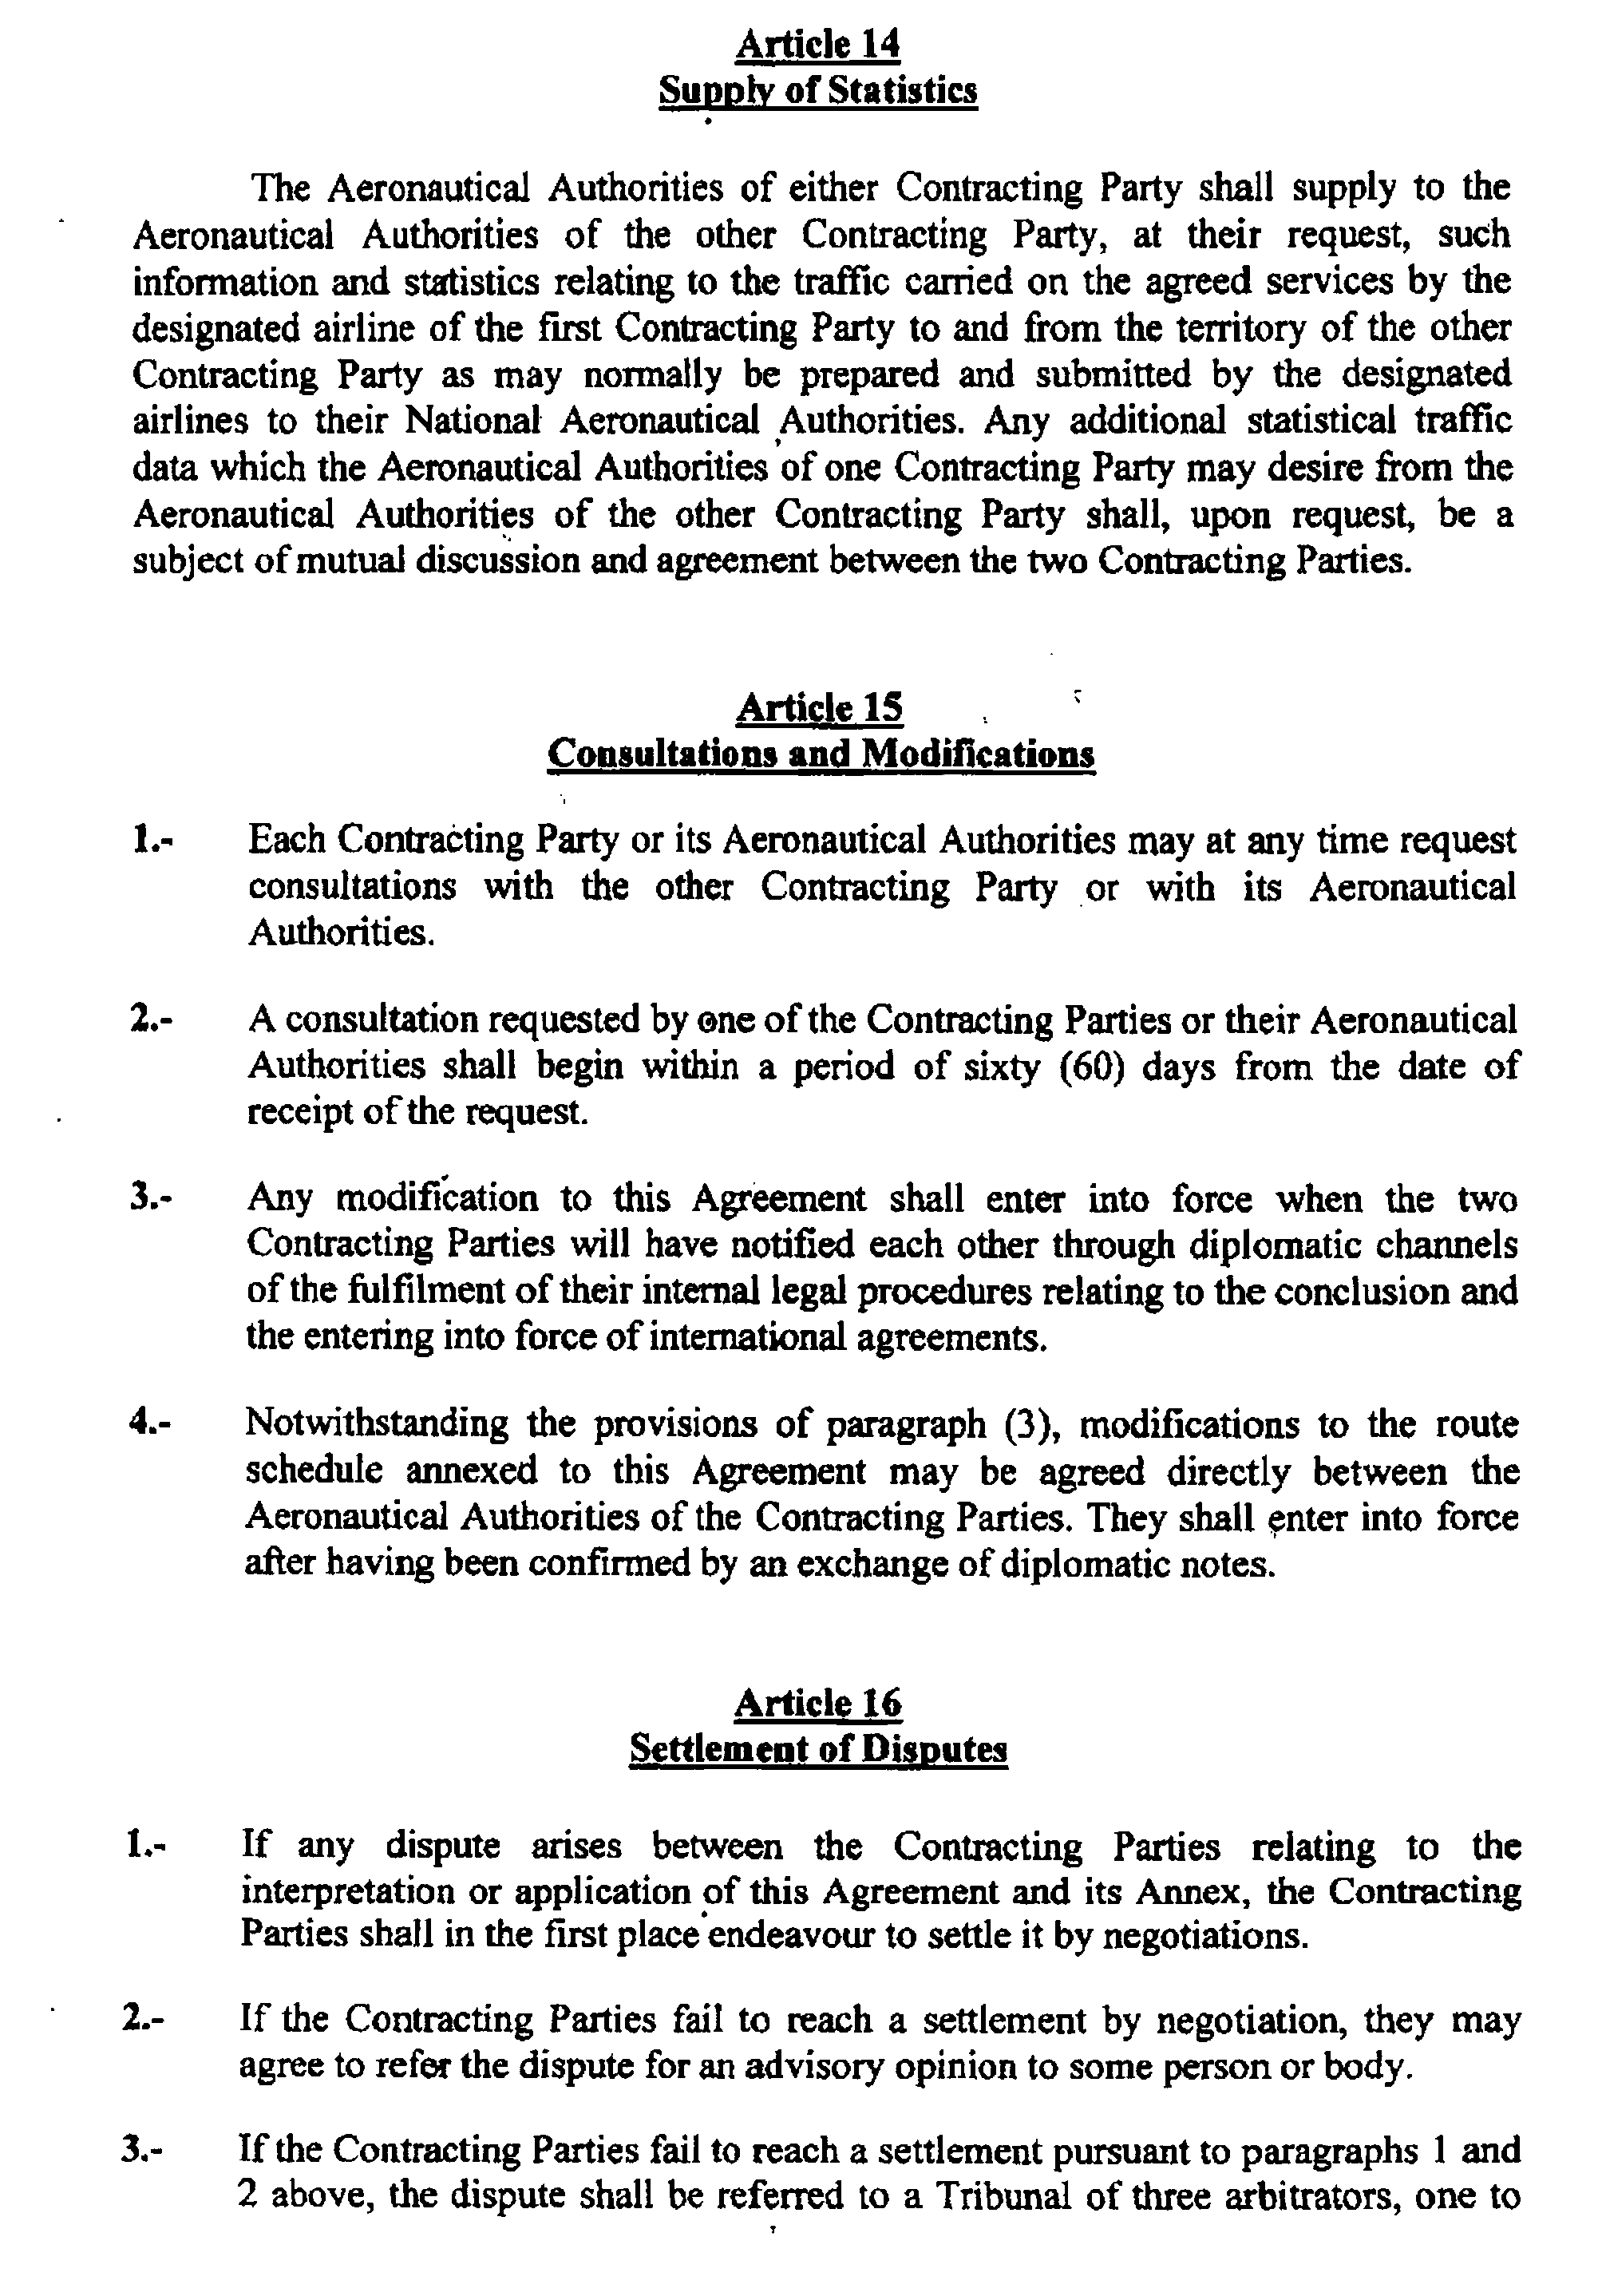 Article 14
Supply of Statistics
The Aeronautical Authorities of either Contracting Party shall supply to the
Aeronautical Authorities of the other Contracting Party, at their request, such
information and statistics relating to the traffic carried on the agreed services by the
designated airline of the first Contracting Party to and from the territory of the other
Contracting Party as may normally be prepared and submitted by the designated
airlines to their National Aeronautical Authorities. Any additional statistical traffic
data which the Aeronautical Authorities of one Contracting Party may desire from the
Aeronautical Authorities of the other Contracting Party shall, upon request, be a
subject of mutual discussion and agreement between the two Contracting Parties.
Article 15
Consultations and Modifications
1.- Each Contracting Party or its Aeronautical Authorities may at any time request
consultations with the other Contracting Party or with its Aeronautical
Authorities.
2.- A consultation requested by one of the Contracting Parties or their Aeronautical
Authorities shall begin within a period of sixty (60) days from the date of
receipt of the request.
3.- Any modification to this Agreement shall enter into force when the two
Contracting Parties will have notified each other through diplomatic channels
of the fulfilment of their internal legal procedures relating to the conclusion and
the entering into force of international agreements.
4.- Notwithstanding the provisions of paragraph (3), modifications to the route
schedule annexed to this Agreement may be agreed directly between the
Aeronautical Authorities of the Contracting Parties. They shall enter into force
after having been confirmed by an exchange of diplomatic notes.
Article 16
Settlement of Disputes
1.- If any dispute arises between the Contracting Parties relating to the
interpretation or application of this Agreement and its Annex, the Contracting
Parties shall in the first place endeavour to settle it by negotiations.
2.- If the Contracting Parties fail to reach a settlement by negotiation, they may
agree to refer the dispute for an advisory opinion to some person or body.
3.- If the Contracting Parties fail to reach a settlement pursuant to paragraphs 1 and
2 above, the dispute shall be referred to a Tribunal of three arbitrators, one to